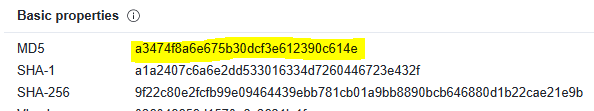 Basic properties
MD5 a3474f8a6e675b30dcf3e612390c614e
SHA-1 a1a2407c6a6e2dd533016334d7260446723e432f
SHA-256 9f22c80e2fcfb99e09464439ebb781cb01a9bb8890bcb646880d1b22cae21e9b